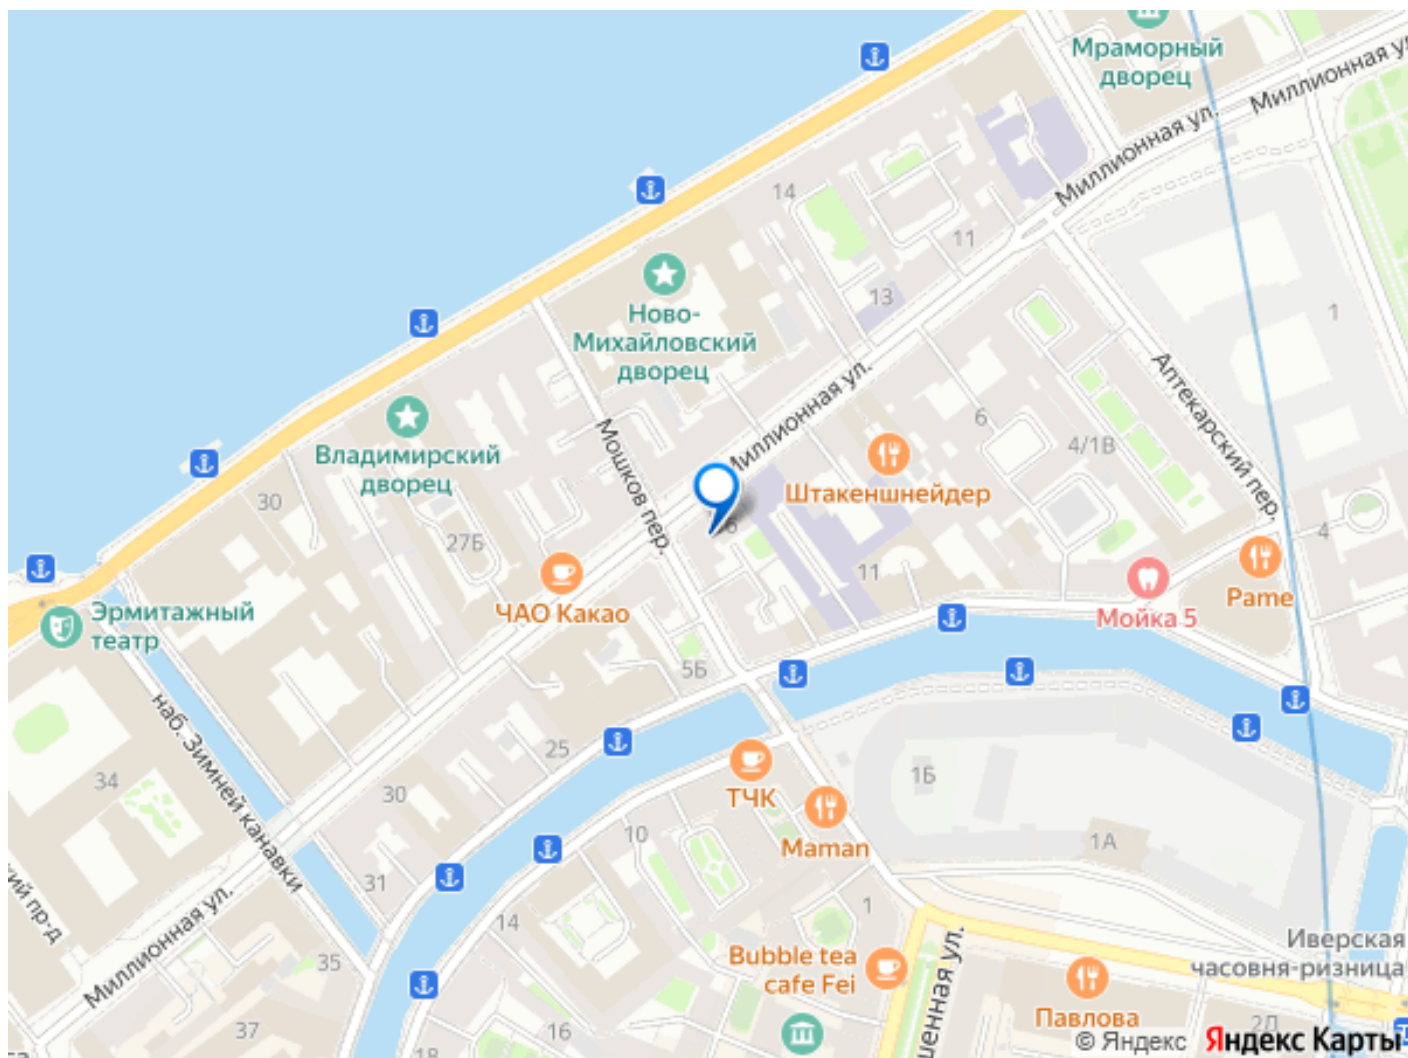 Мраморный
дворец
Миллионная
Миллионная ул.
14
11
13
1
Ново-
Михайловский
дворец
Миллионная ул.
Аптекарский пер.
6
4/1В
Владимирский
дворец
Мошков пер.
Штакеншнейдер
30
27Б
4
ЧАО Какао
11
Мойка 5
Pame
Эрмитажный
театр
5Б
наб. Зимней канавки
25
34
30
ТЧК
1Б
10
Maman
1А
31
14
1
Миллионная ул.
35
Bubble tea
cafe Fei
Иверская
часовня-ризница
37
16
18
Павлова
2Л
© Яндекс
Яндекс Карты